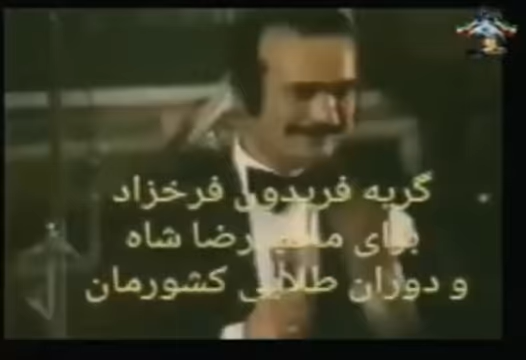 گریه فریدون فرخزاد
برای محمدرضا شاه
و دوران طلایی کشورمان